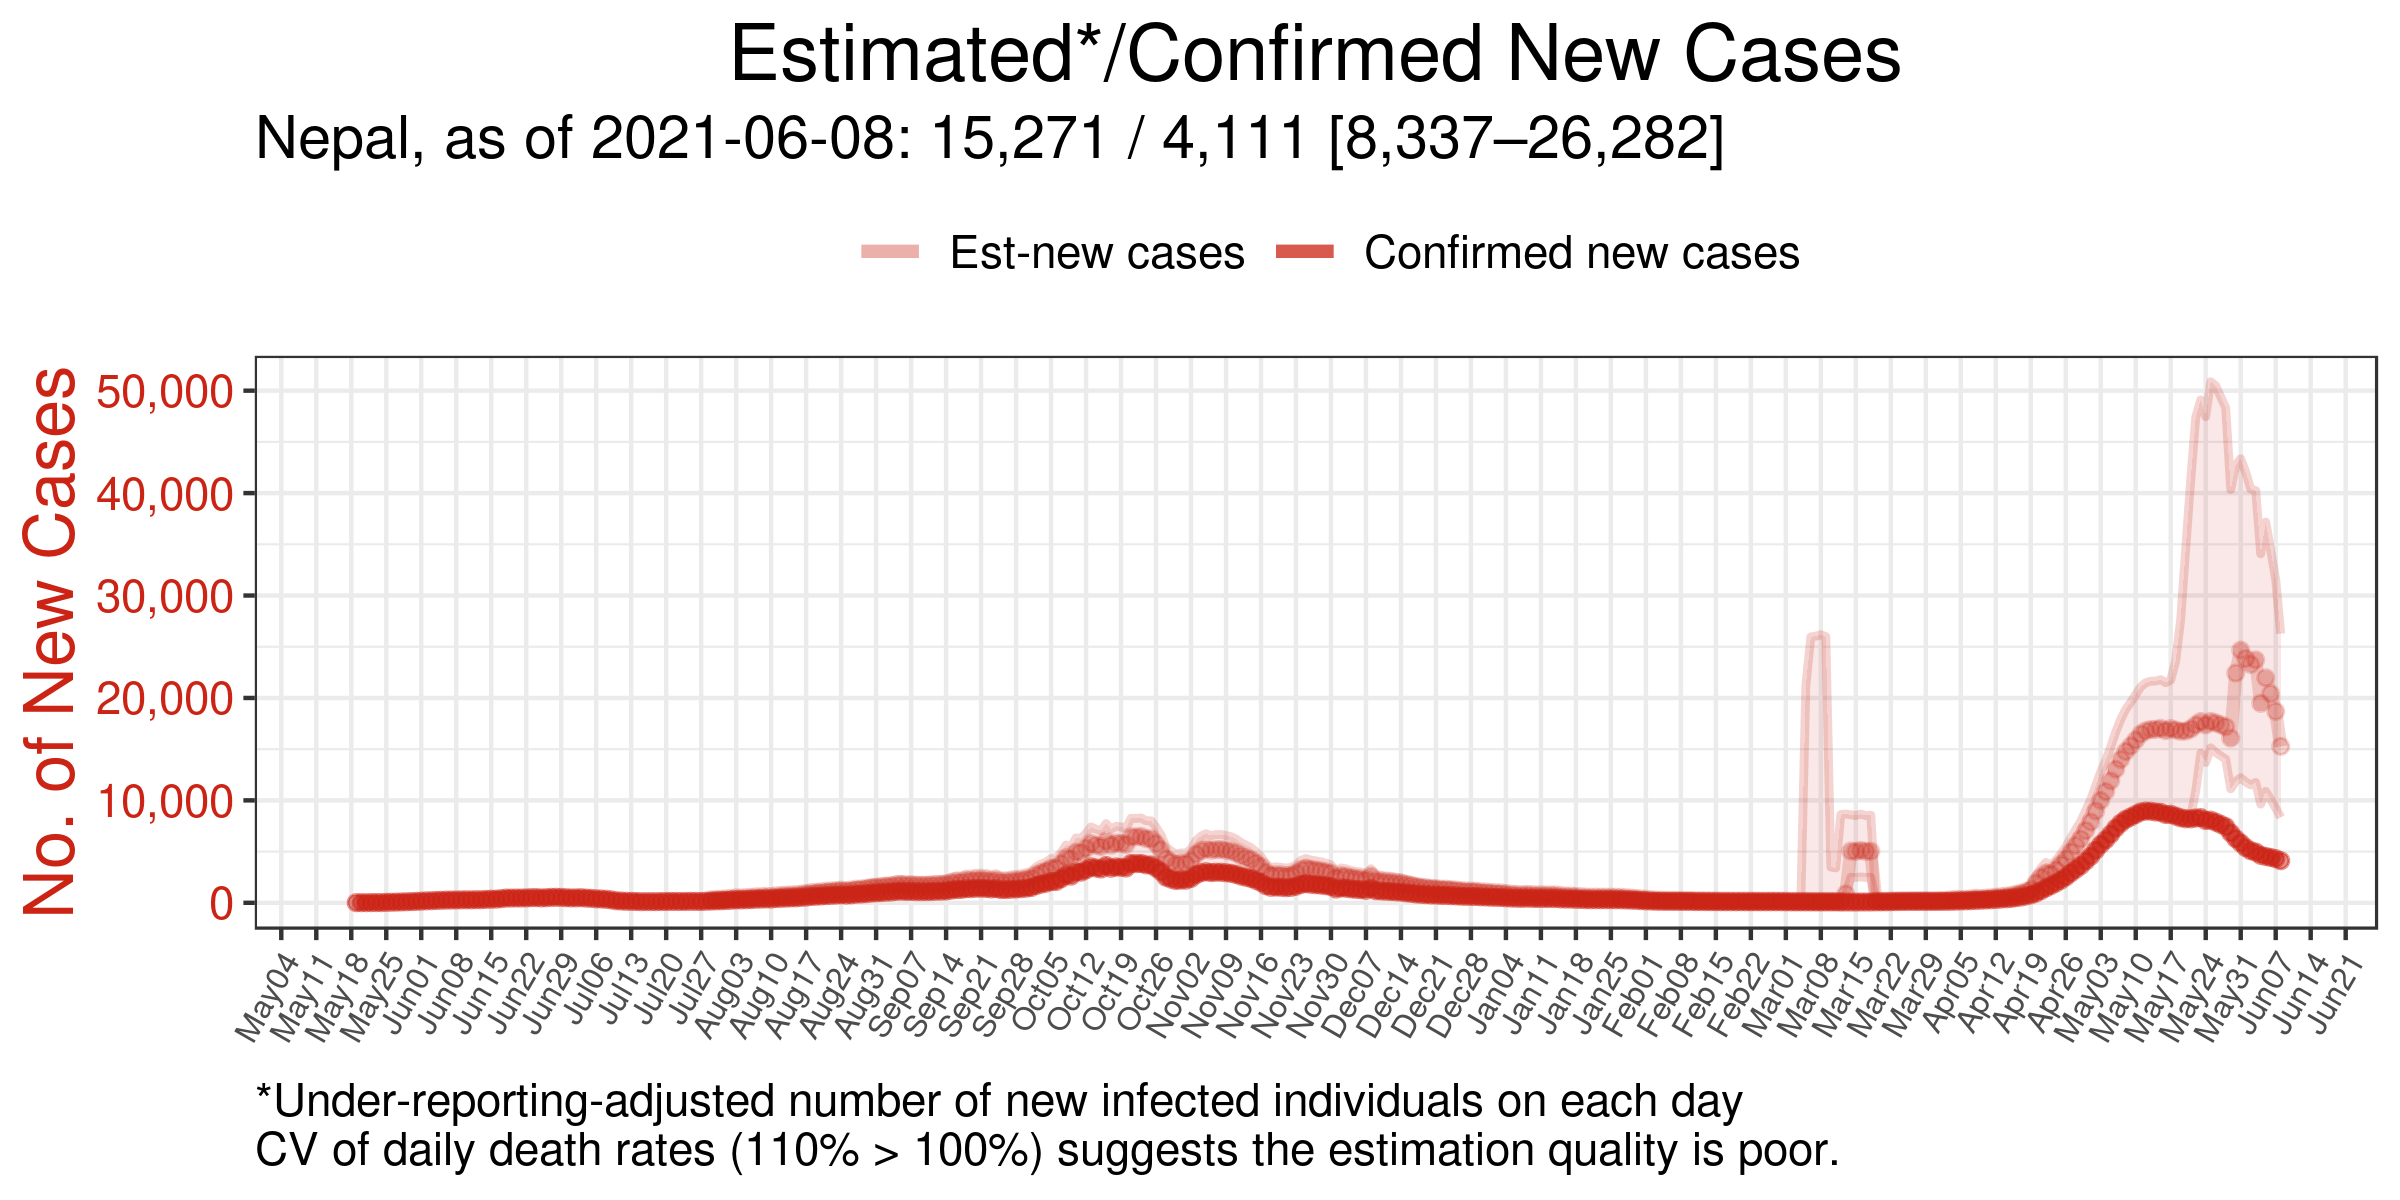 Estimated*/Confirmed New Cases
Nepal, as of 2021-06-08: 15,271 / 4,111 [8,337–26,282]
Est-new cases
Confirmed new cases
No. of New Cases
50,000
40,000
30,000
20,000
10,000
0
May04
May11
May18
May25
Jun01
Jun08
Jun15
Jun22
Jun29
Jul06
Jul13
Jul20
Jul27
Aug03
Aug10
Aug17
Aug24
Aug31
Sep07
Sep14
Sep21
Sep28
Oct05
Oct12
Oct19
Oct26
Nov02
Nov09
Nov16
Nov23
Nov30
Dec07
Dec14
Dec21
Dec28
Jan04
Jan11
Jan18
Jan25
Feb01
Feb08
Feb15
Feb22
Mar01
Mar08
Mar15
Mar22
Mar29
Apr05
Apr12
Apr19
Apr26
May03
May10
May17
May24
May31
Jun07
Jun14
Jun21
*Under-reporting-adjusted number of new infected individuals on each day
CV of daily death rates (110% > 100%) suggests the estimation quality is poor.